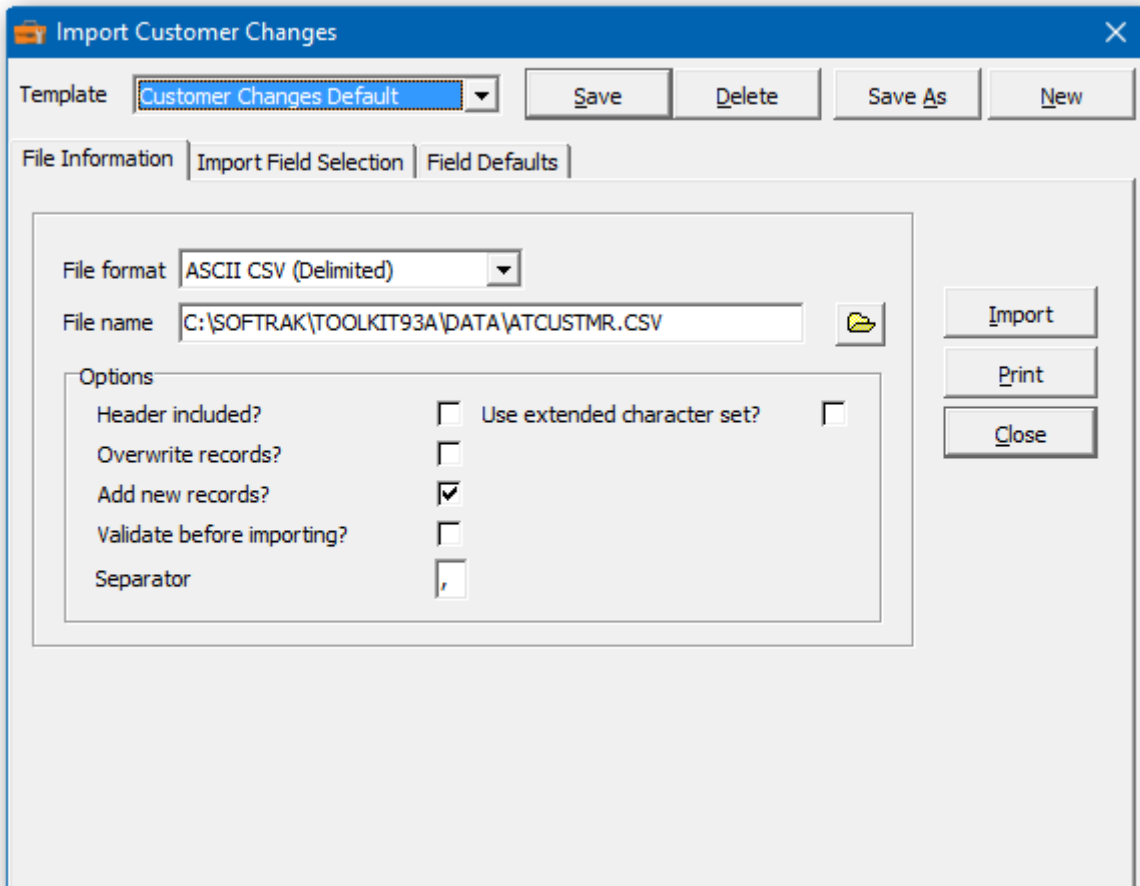 Import Customer Changes
Template Customer Changes Default Save Delete Save As New
File Information Import Field Selection Field Defaults
File format ASCII CSV (Delimited)
File name C:\SOFTRAK\TOOLKIT93A\DATA\ATCUSTMR.CSV
Import
Print
Close
Options
Header included? Use extended character set?
Overwrite records?
Add new records?
Validate before importing?
Separator ,